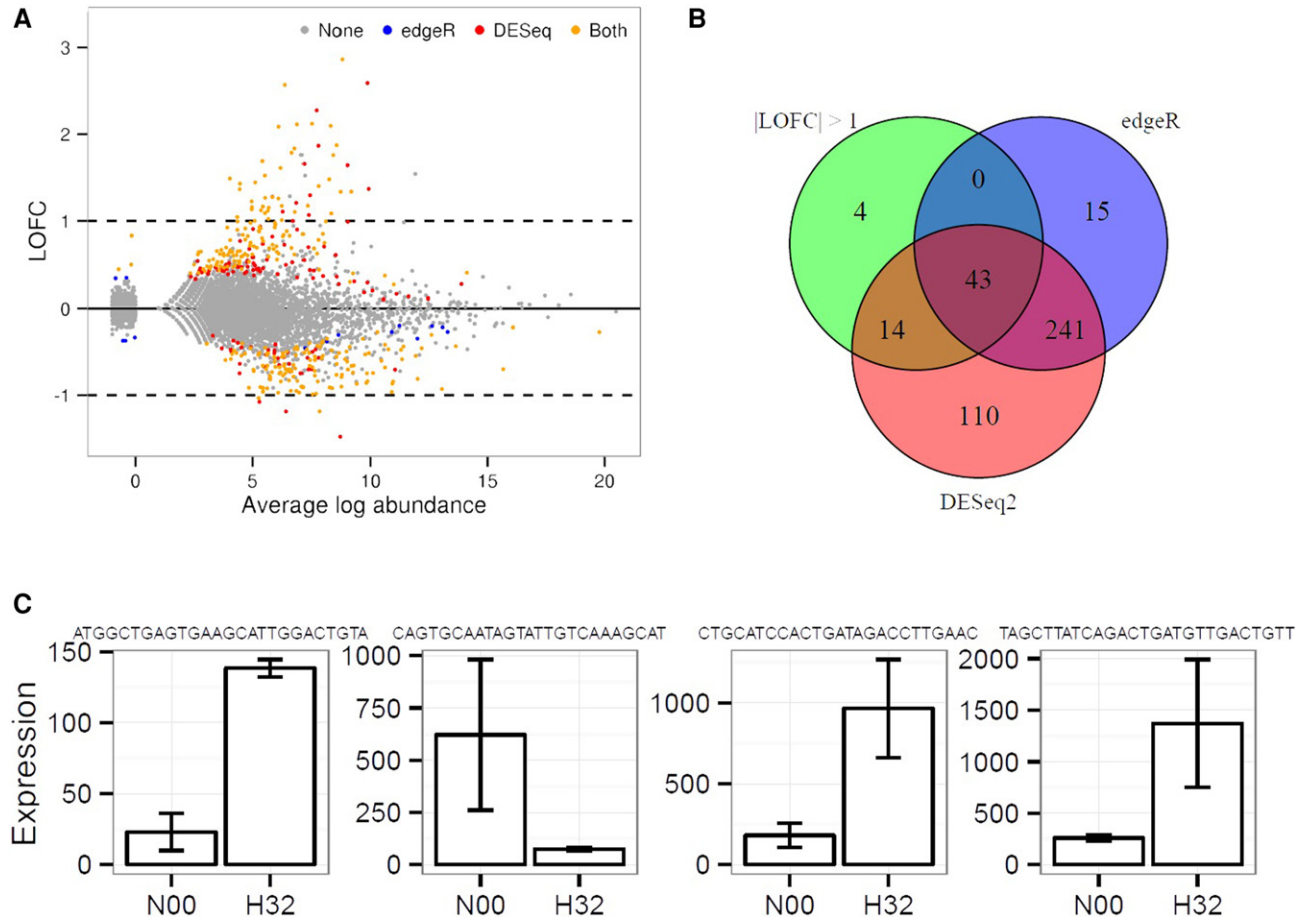 A
None edgeR DESeq Both
3
2
1
0
-1
LOFC
0 5 10 15 20
Average log abundance
B
|LOFC| > 1
edgeR
0
4
15
43
14
241
110
DESeq2
C
ATGGCTGAGTGAAGCATTGGACTGTA
150
100
50
0
Expression
N00 H32
CAGTGCAATAGTATTGTCAAAGCAT
1000
750
500
250
0
N00 H32
CTGCATCCACTGATAGACCTTGAAC
1000
500
0
N00 H32
TAGCTTATCAGACTGATGTTGACTGTT
2000
1500
1000
500
0
N00 H32